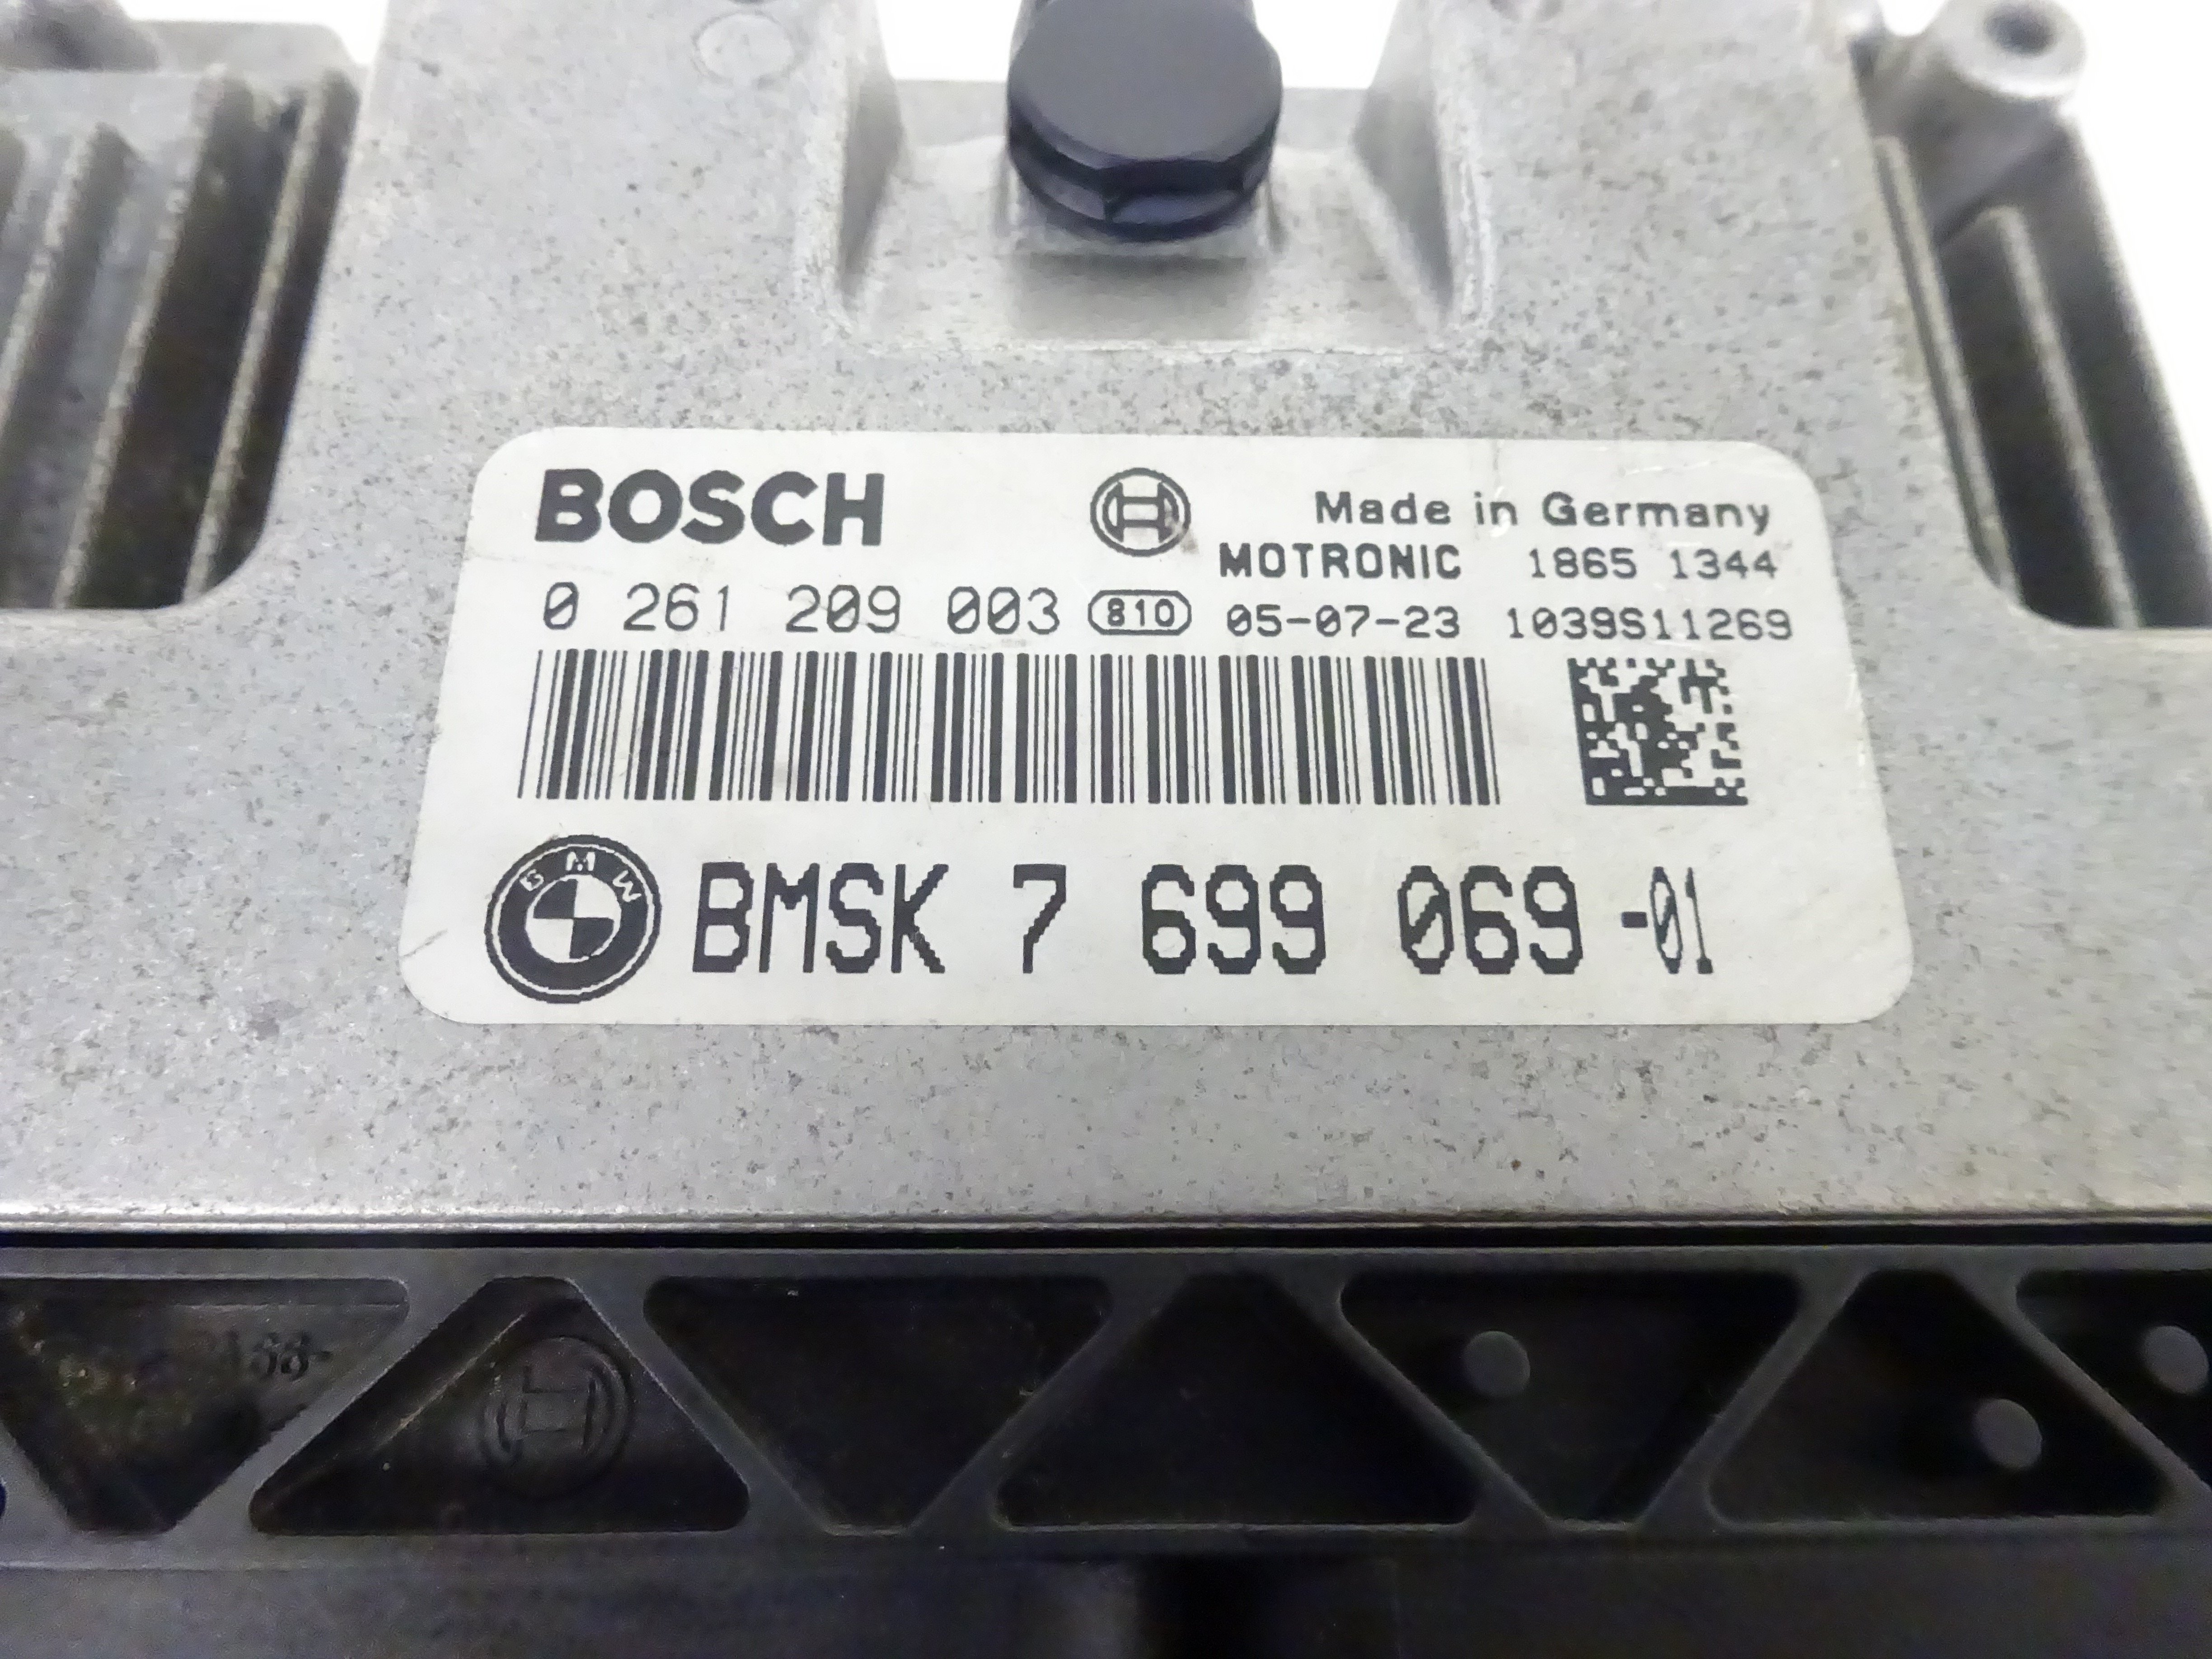 BOSCH
Made in Germany
MOTRONIC 1865 1344
0 261 209 003 810 05-07-23 1039S11269
BMW BMSK 7 699 069 -01